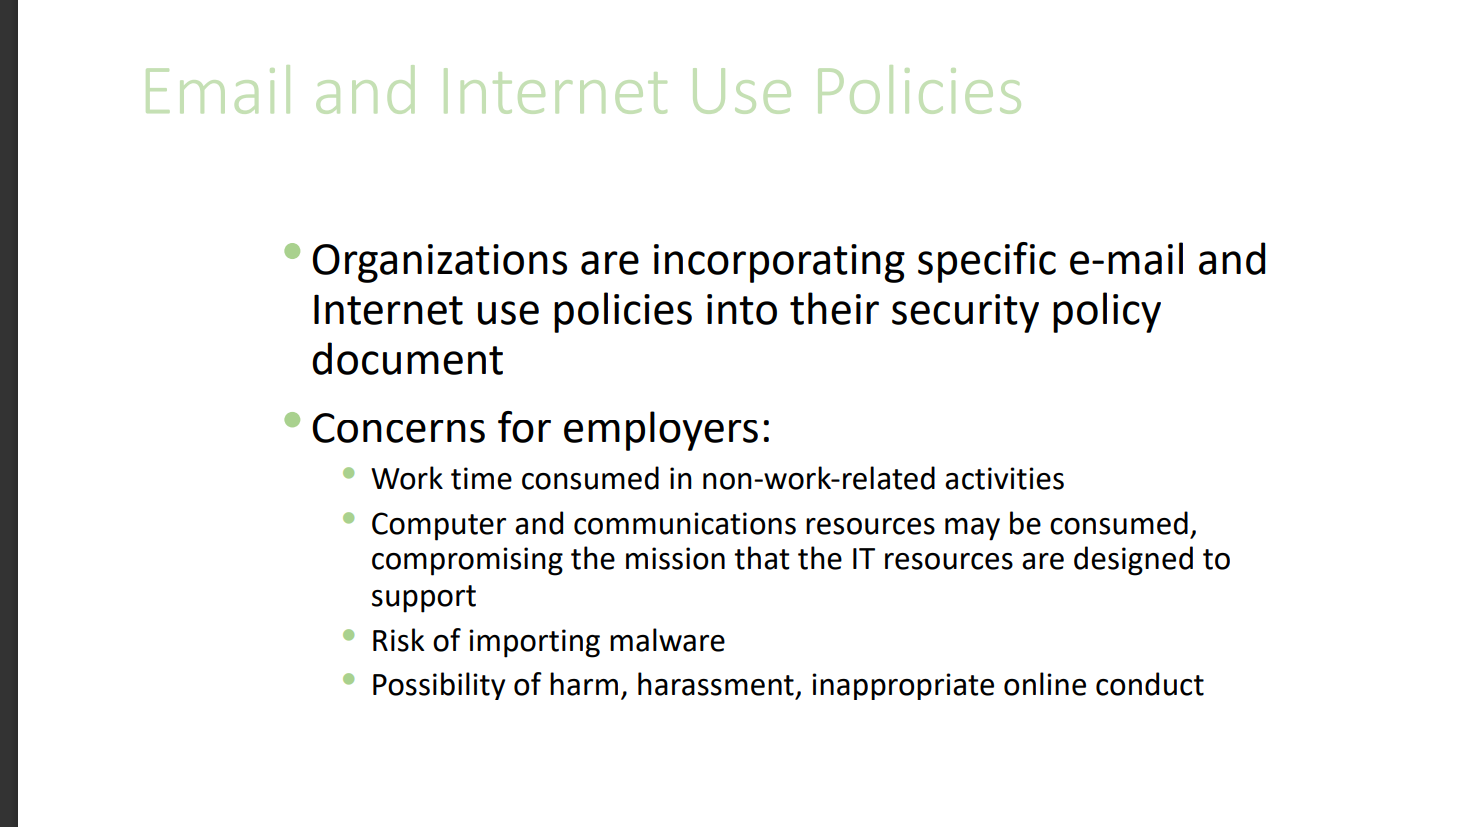 Email and Internet Use Policies
• Organizations are incorporating specific e-mail and
Internet use policies into their security policy
document
• Concerns for employers:
• Work time consumed in non-work-related activities
• Computer and communications resources may be consumed,
compromising the mission that the IT resources are designed to
support
• Risk of importing malware
• Possibility of harm, harassment, inappropriate online conduct